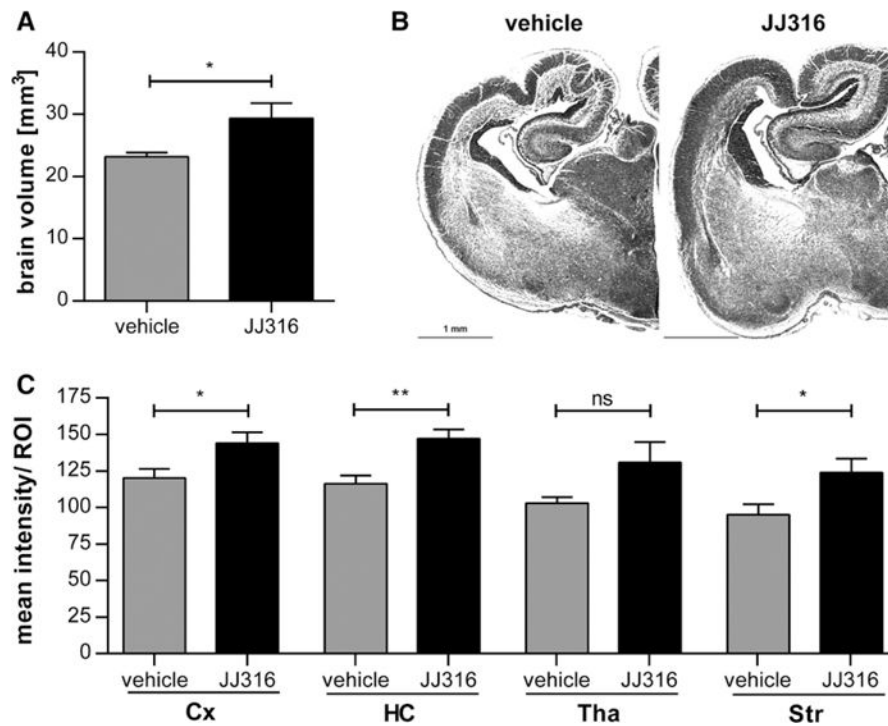 A
brain volume [mm³]
40
30
20
10
0
*
vehicle
JJ316
B
vehicle
JJ316
1 mm
C
mean intensity/ ROI
175
150
125
100
75
50
25
0
*
**
ns
*
vehicle JJ316 vehicle JJ316 vehicle JJ316 vehicle JJ316
Cx HC Tha Str